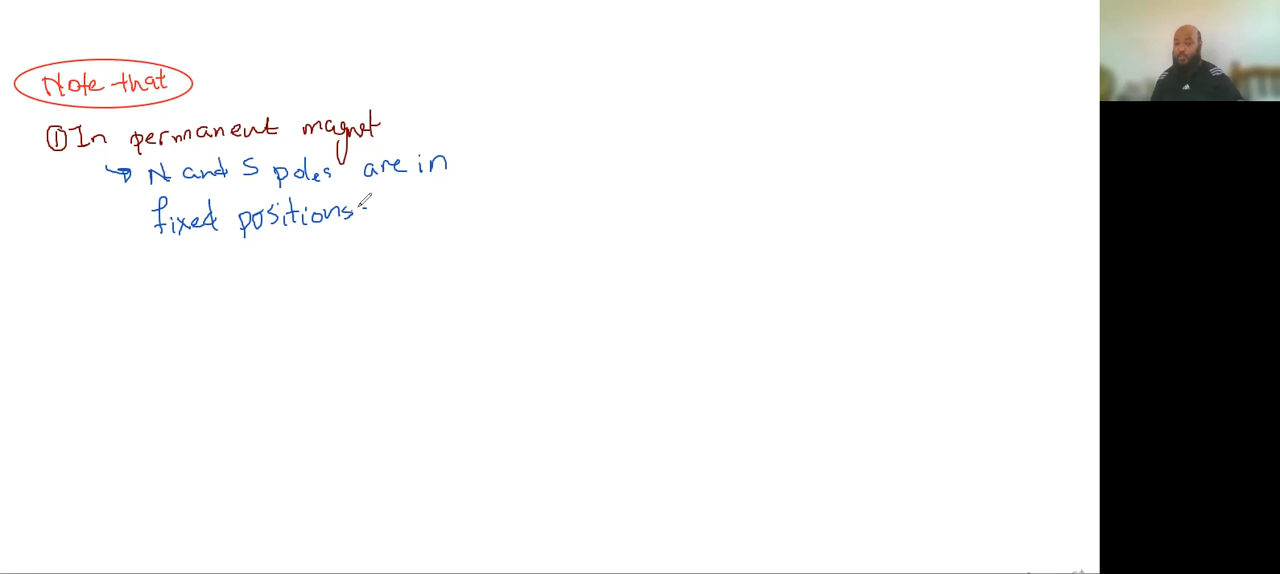 Note that
① In permanent magnet
↳ N and S poles are in
fixed positions.